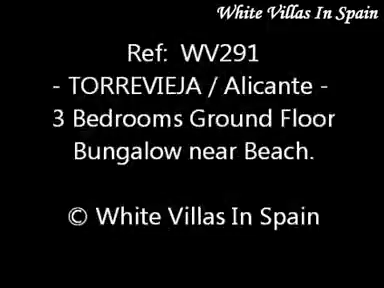 White Villas In Spain
Ref:  WV291
- TORREVIEJA / Alicante -
3 Bedrooms Ground Floor
Bungalow near Beach.
© White Villas In Spain